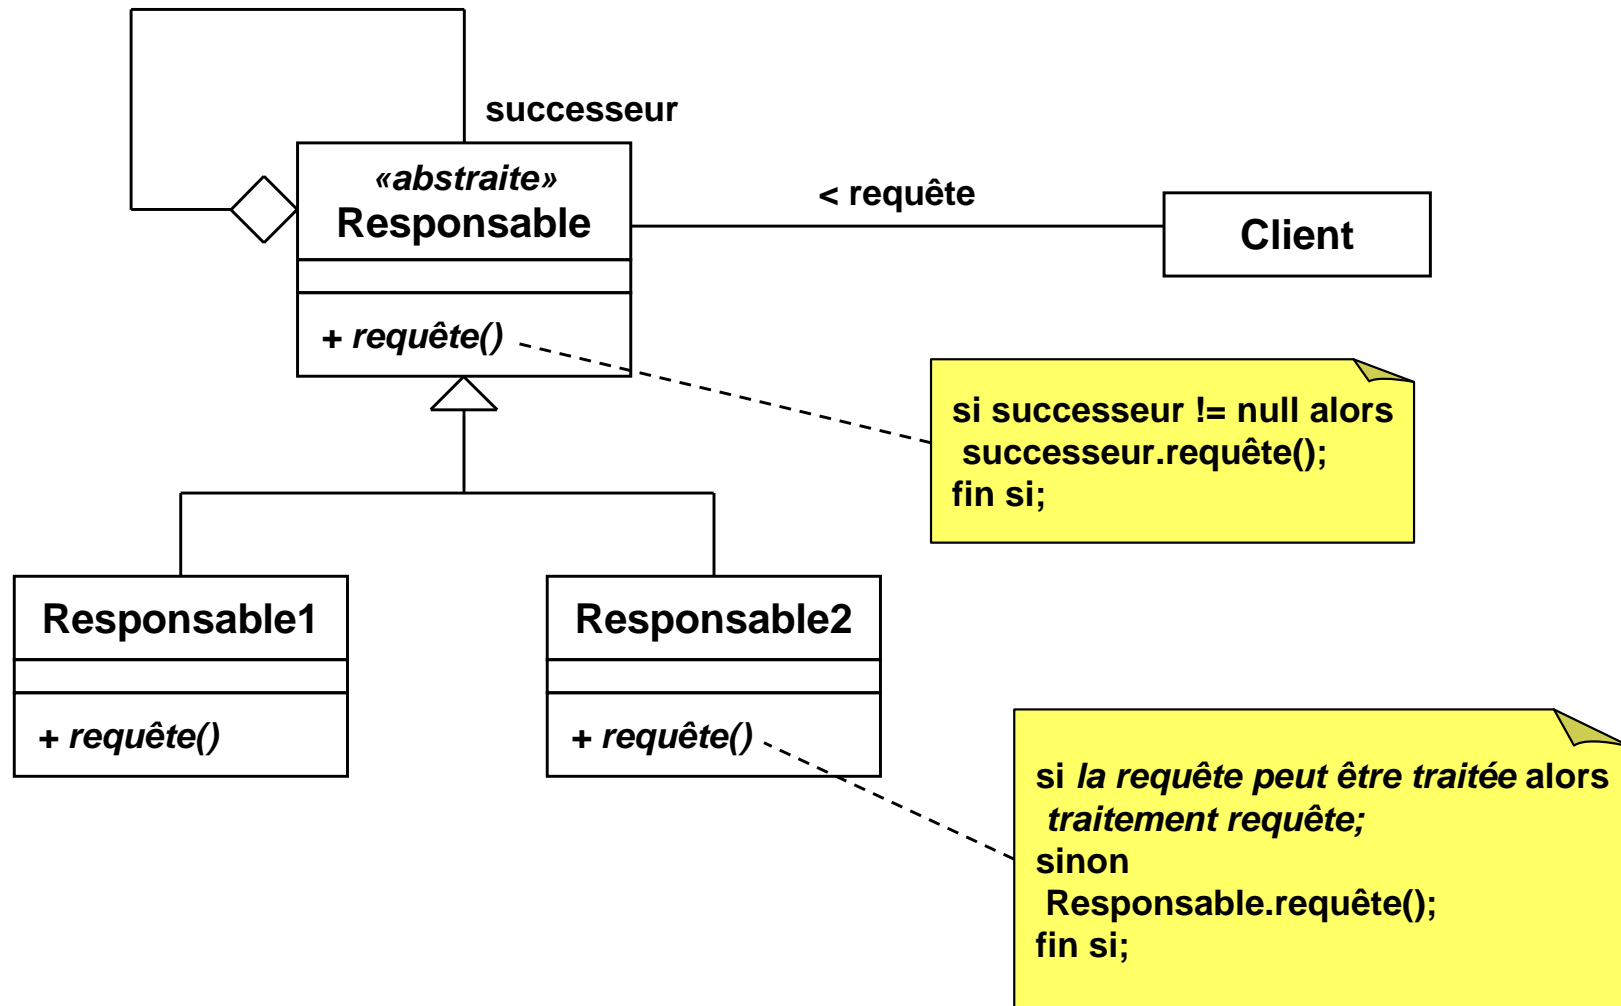 successeur
«abstraite»
Responsable
< requête
Client
+ requête()
si successeur != null alors
successeur.requête();
fin si;
Responsable1
Responsable2
+ requête()
+ requête()
si la requête peut être traitée alors
traitement requête;
sinon
Responsable.requête();
fin si;